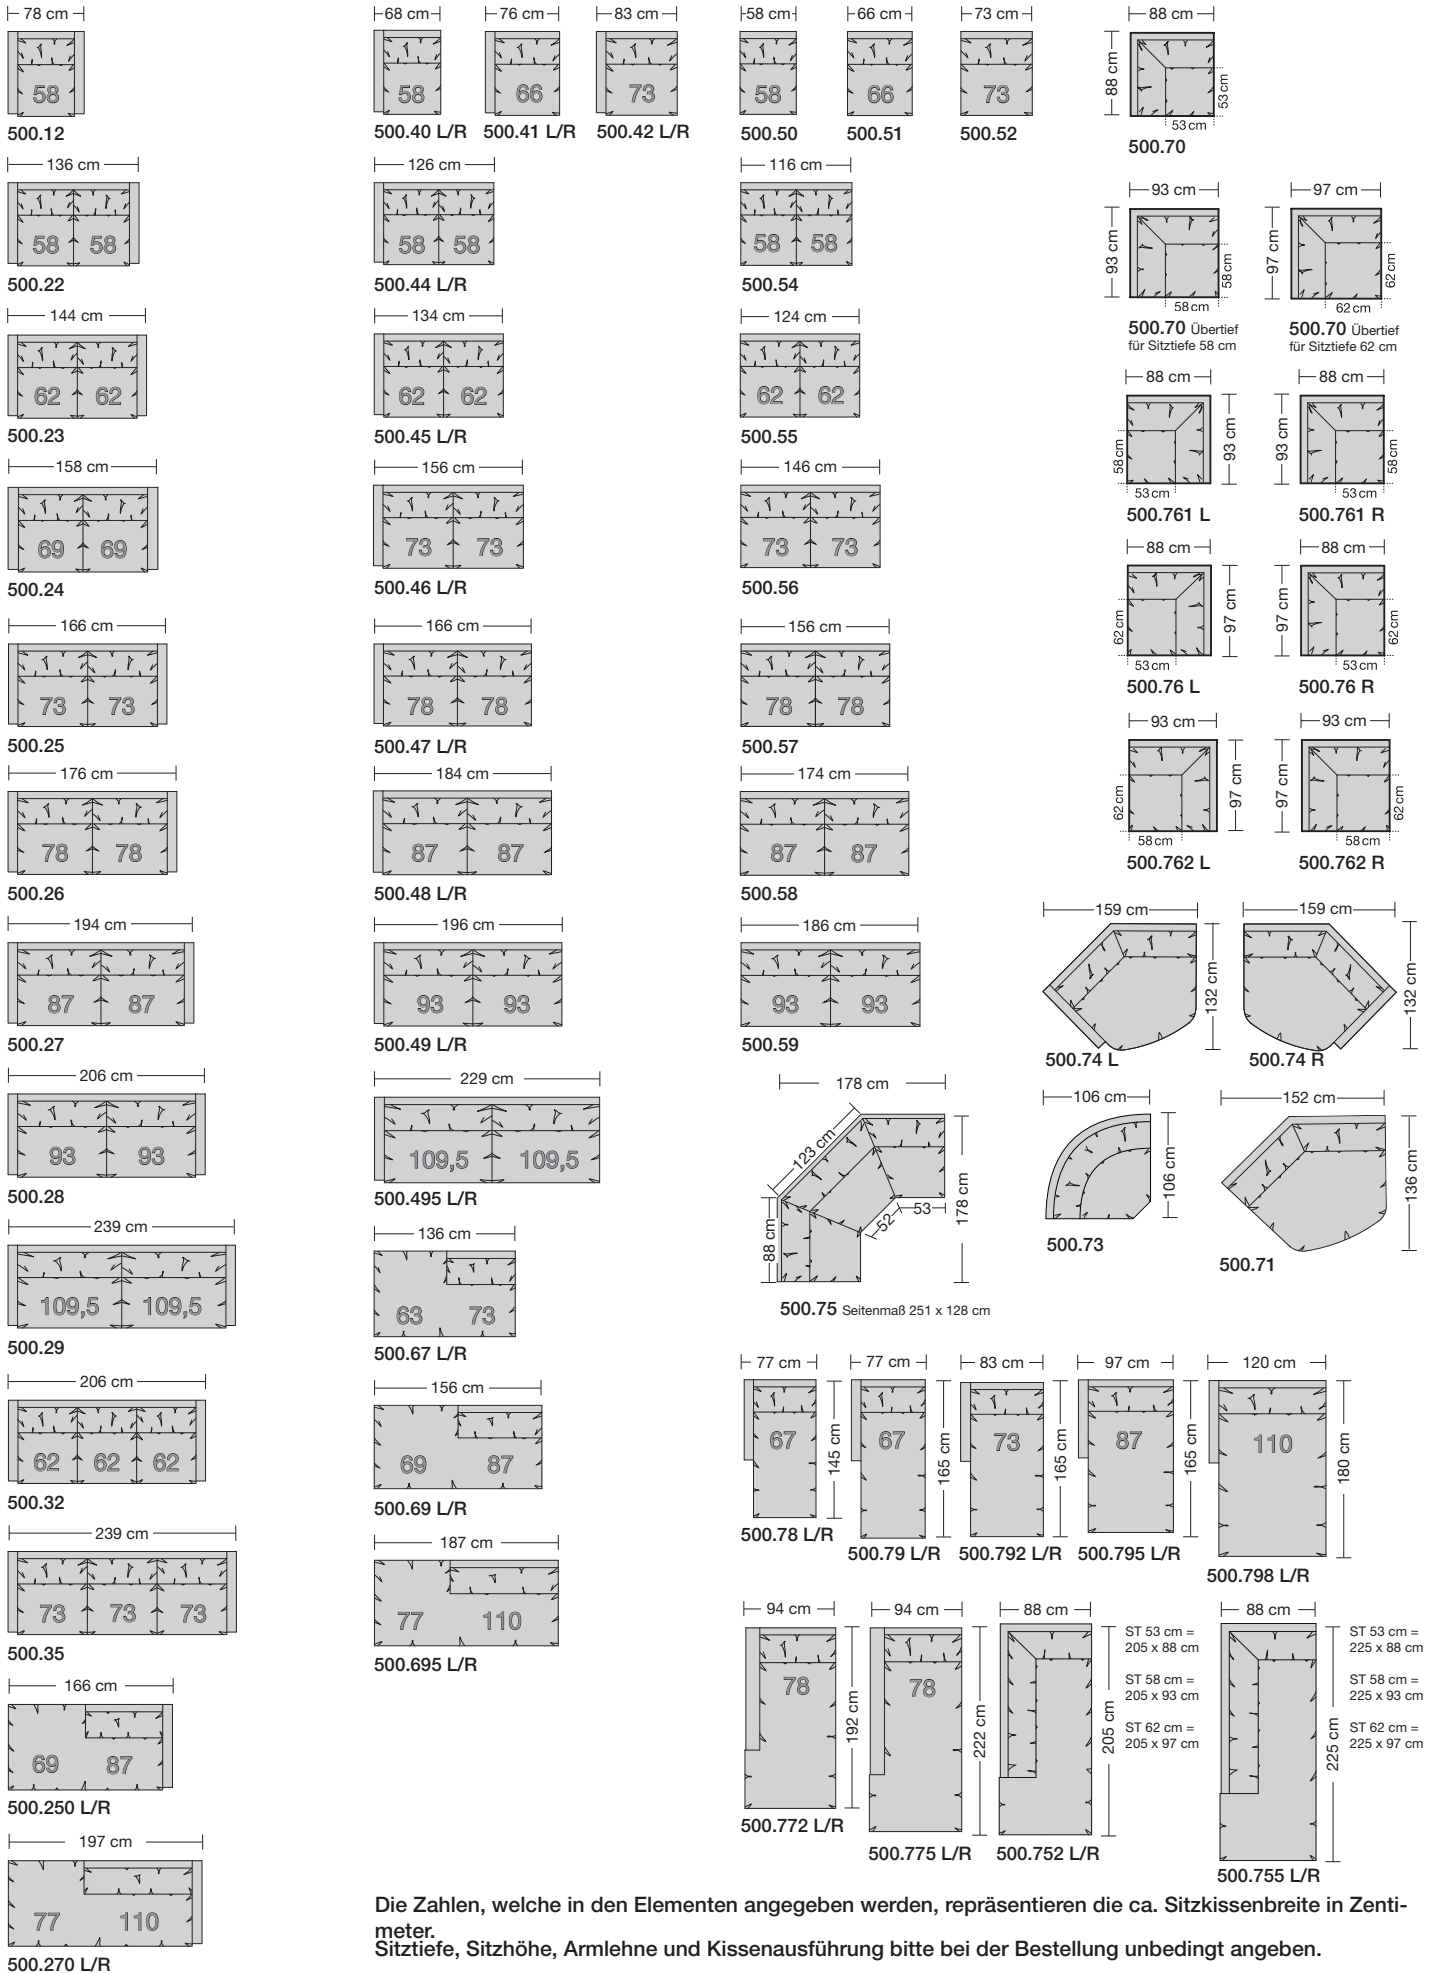 78 cm
58
500.12
136 cm
58 58
500.22
144 cm
62 62
500.23
158 cm
69 69
500.24
166 cm
73 73
500.25
176 cm
78 78
500.26
194 cm
87 87
500.27
206 cm
93 93
500.28
239 cm
109,5 109,5
500.29
206 cm
62 62 62
500.32
239 cm
73 73 73
500.35
166 cm
69 87
500.250 L/R
197 cm
77 110
500.270 L/R
68 cm
58
500.40 L/R
76 cm
66
500.41 L/R
83 cm
73
500.42 L/R
126 cm
58 58
500.44 L/R
134 cm
62 62
500.45 L/R
156 cm
73 73
500.46 L/R
166 cm
78 78
500.47 L/R
184 cm
87 87
500.48 L/R
196 cm
93 93
500.49 L/R
229 cm
109,5 109,5
500.495 L/R
136 cm
63 73
500.67 L/R
156 cm
69 87
500.69 L/R
187 cm
77 110
500.695 L/R
58 cm
58
500.50
66 cm
66
500.51
73 cm
73
500.52
116 cm
58 58
500.54
124 cm
62 62
500.55
146 cm
73 73
500.56
156 cm
78 78
500.57
174 cm
87 87
500.58
186 cm
93 93
500.59
178 cm
123 cm
88 cm
52
53
178 cm
500.75 Seitenmaß 251 x 128 cm
88 cm
88 cm
53 cm
53 cm
500.70
93 cm
93 cm
58 cm
58 cm
500.70 Übertief
für Sitztiefe 58 cm
97 cm
97 cm
62 cm
62 cm
500.70 Übertief
für Sitztiefe 62 cm
88 cm
58 cm
93 cm
53 cm
500.761 L
88 cm
93 cm
58 cm
53 cm
500.761 R
88 cm
62 cm
97 cm
53 cm
500.76 L
88 cm
97 cm
62 cm
53 cm
500.76 R
93 cm
62 cm
97 cm
58 cm
500.762 L
93 cm
97 cm
62 cm
58 cm
500.762 R
159 cm
132 cm
500.74 L
159 cm
132 cm
500.74 R
106 cm
106 cm
500.73
152 cm
136 cm
500.71
77 cm
67
145 cm
500.78 L/R
77 cm
67
165 cm
500.79 L/R
83 cm
73
165 cm
500.792 L/R
97 cm
87
165 cm
500.795 L/R
120 cm
110
180 cm
500.798 L/R
94 cm
78
192 cm
500.772 L/R
94 cm
78
222 cm
500.775 L/R
88 cm
205 cm
500.752 L/R
ST 53 cm =
205 x 88 cm
ST 58 cm =
205 x 93 cm
ST 62 cm =
205 x 97 cm
88 cm
225 cm
500.755 L/R
ST 53 cm =
225 x 88 cm
ST 58 cm =
225 x 93 cm
ST 62 cm =
225 x 97 cm
Die Zahlen, welche in den Elementen angegeben werden, repräsentieren die ca. Sitzkissenbreite in Zenti-
meter.
Sitztiefe, Sitzhöhe, Armlehne und Kissenausführung bitte bei der Bestellung unbedingt angeben.